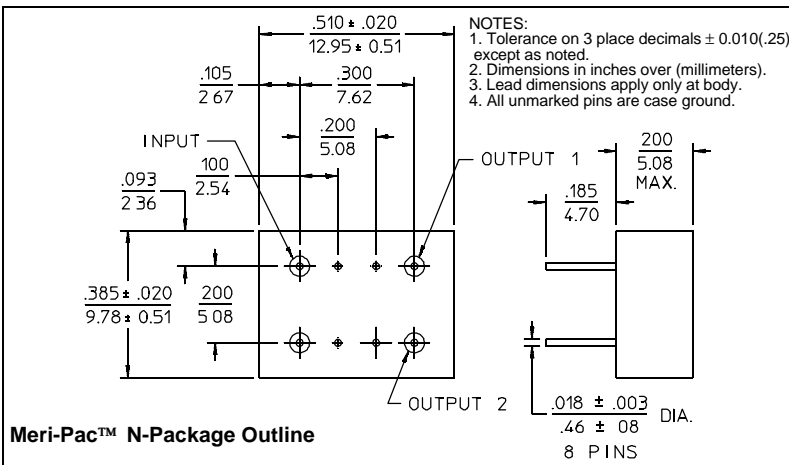 .510 ± .020
12.95 ± 0.51
NOTES:
1. Tolerance on 3 place decimals ± 0.010(.25)
except as noted.
2. Dimensions in inches over (millimeters).
3. Lead dimensions apply only at body.
4. All unmarked pins are case ground.
.105
2 67
.300
7.62
INPUT
.200
5.08
OUTPUT 1
100
2.54
.093
2 36
200
5.08
MAX.
.185
4.70
.385 ± .020
9.78 ± 0.51
200
5 08
OUTPUT 2
.018 ± .003
.46 ± 08
DIA.
8 PINS
Meri-Pac™ N-Package Outline